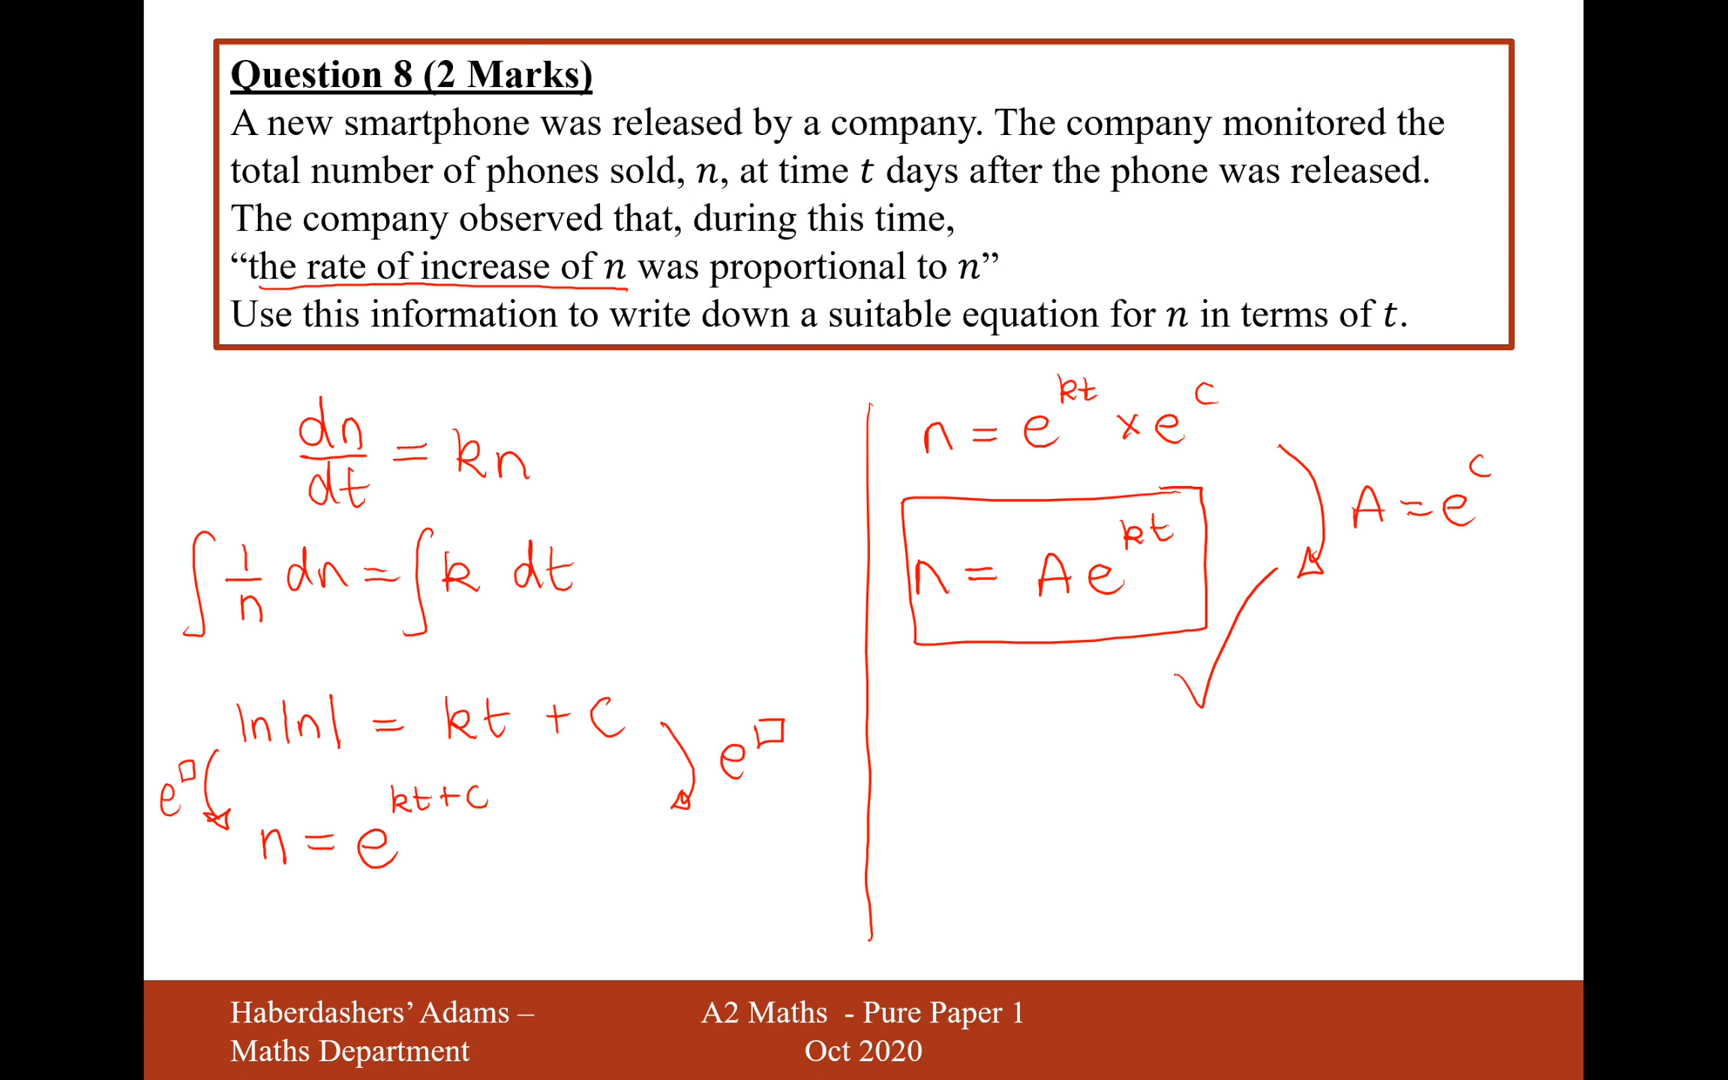 Question 8 (2 Marks)
A new smartphone was released by a company. The company monitored the
total number of phones sold, n, at time t days after the phone was released.
The company observed that, during this time,
“the rate of increase of n was proportional to n”
Use this information to write down a suitable equation for n in terms of t.
dn/dt = kn
∫ 1/n dn = ∫ k dt
ln|n| = kt + c
e^□
e^□
n = e^(kt+c)
n = e^(kt) × e^c
A = e^c
n = Ae^(kt)
Haberdashers’ Adams –
Maths Department
A2 Maths - Pure Paper 1
Oct 2020